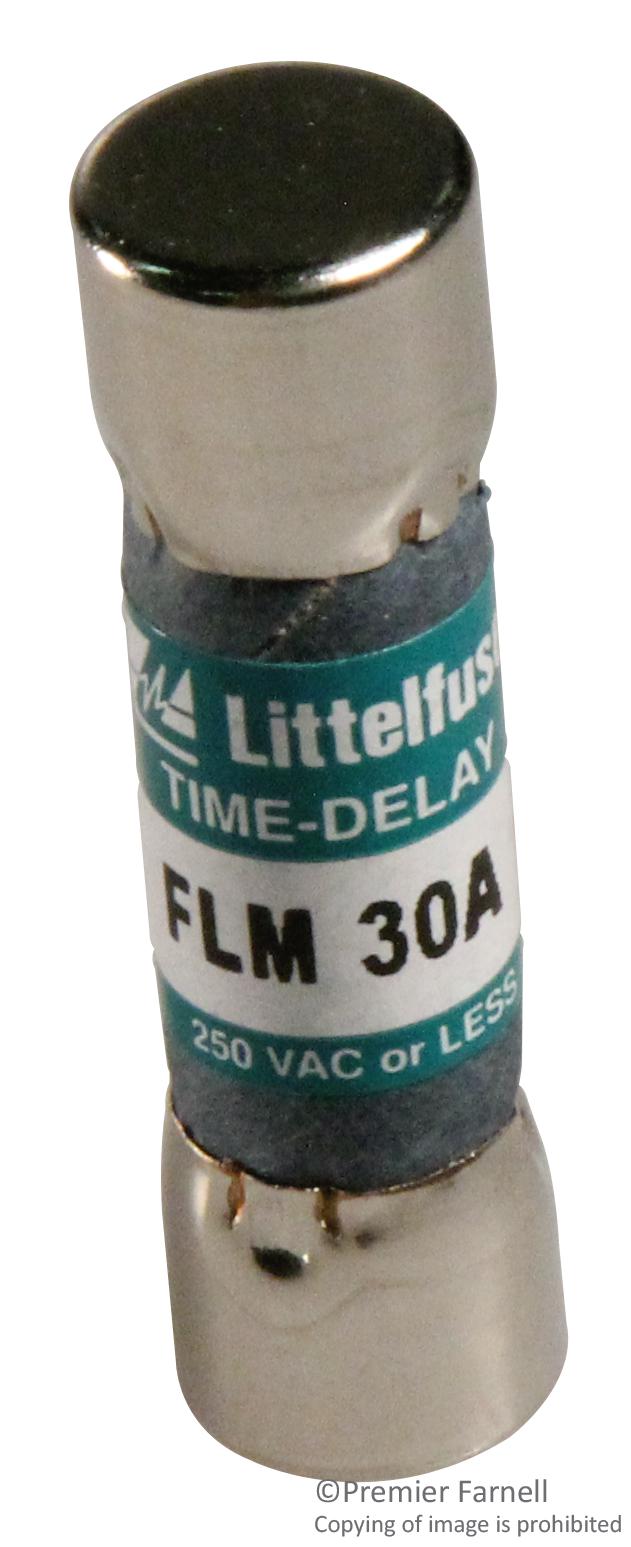 Littelfus
TIME-DELAY
FLM 30A
250 VAC or LESS
©Premier Farnell
Copying of image is prohibited